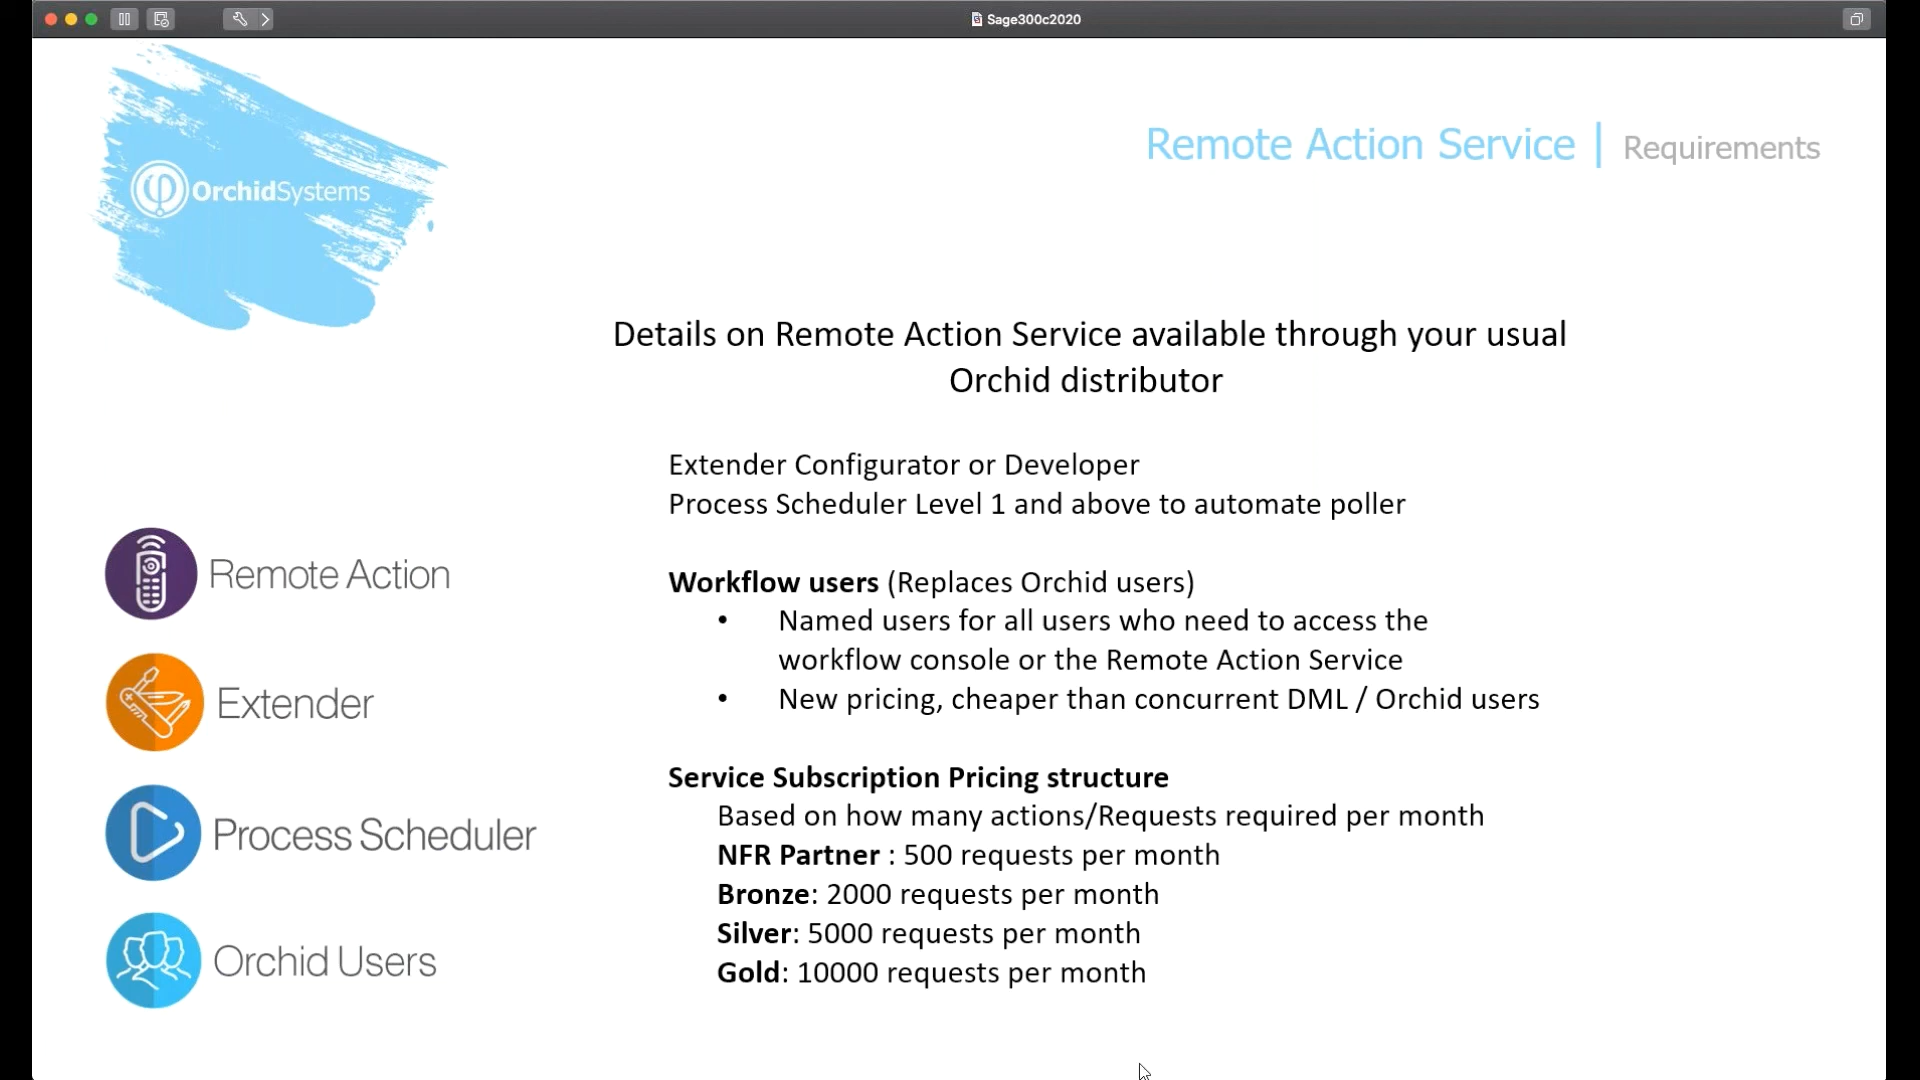 Sage300c2020
OrchidSystems
Remote Action Service | Requirements
Details on Remote Action Service available through your usual
Orchid distributor
Extender Configurator or Developer
Process Scheduler Level 1 and above to automate poller
Workflow users (Replaces Orchid users)
• Named users for all users who need to access the
workflow console or the Remote Action Service
• New pricing, cheaper than concurrent DML / Orchid users
Service Subscription Pricing structure
Based on how many actions/Requests required per month
NFR Partner : 500 requests per month
Bronze: 2000 requests per month
Silver: 5000 requests per month
Gold: 10000 requests per month
Remote Action
Extender
Process Scheduler
Orchid Users